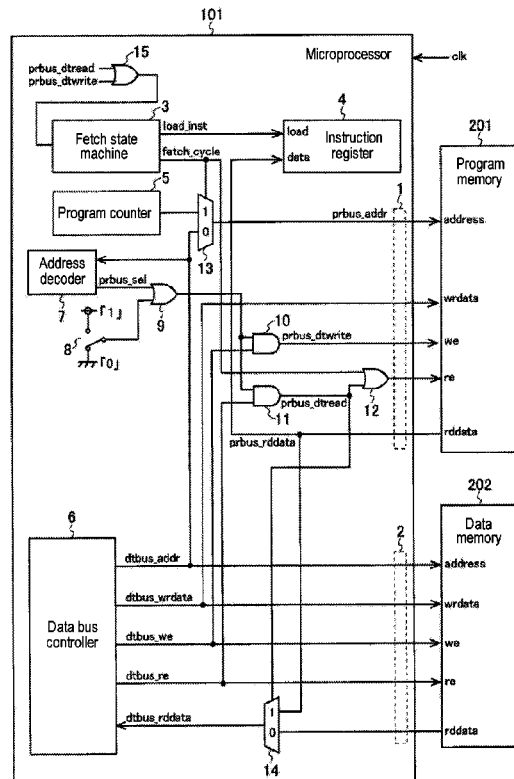 101
Microprocessor
clk
15
prbus_dtread
prbus_dtwrite
3
Fetch state
machine
load_inst
fetch_cycle
4
load
data
Instruction
register
201
Program
memory
5
Program counter
1
0
13
prbus_addr
1
address
Address
decoder
7
prbus_sel
9
8
「1」
「0」
10
prbus_dtwrite
11
prbus_dtread
12
prbus_rddata
wrdata
we
re
rddata
202
Data
memory
6
Data bus
controller
dtbus_addr
dtbus_wrdata
dtbus_we
dtbus_re
dtbus_rddata
2
address
wrdata
we
re
rddata
1
0
14